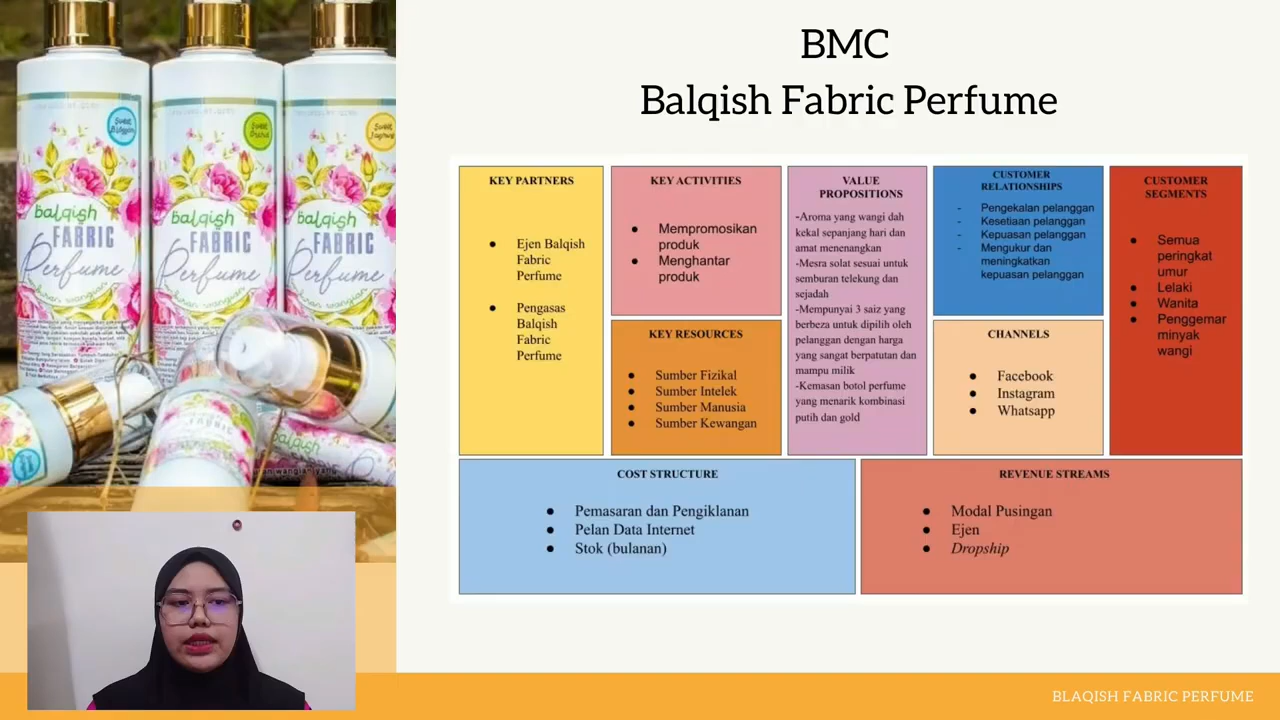 BMC
Balqish Fabric Perfume
KEY PARTNERS
● Ejen Balqish
Fabric
Perfume
● Pengasas
Balqish
Fabric
Perfume
KEY ACTIVITIES
● Mempromosikan
produk
● Menghantar
produk
KEY RESOURCES
● Sumber Fizikal
● Sumber Intelek
● Sumber Manusia
● Sumber Kewangan
VALUE
PROPOSITIONS
-Aroma yang wangi dah
kekal sepanjang hari dan
amat menenangkan
-Mesra solat sesuai untuk
semburan telekung dan
sejadah
-Mempunyai 3 saiz yang
berbeza untuk dipilih oleh
pelanggan dengan harga
yang sangat berpatutan dan
mampu milik
-Kemasan botol perfume
yang menarik kombinasi
putih dan gold
CUSTOMER
RELATIONSHIPS
- Pengekalan pelanggan
- Kesetiaan pelanggan
- Kepuasan pelanggan
- Mengukur dan
meningkatkan
kepuasan pelanggan
CHANNELS
● Facebook
● Instagram
● Whatsapp
CUSTOMER
SEGMENTS
● Semua
peringkat
umur
● Lelaki
● Wanita
● Penggemar
minyak
wangi
COST STRUCTURE
● Pemasaran dan Pengiklanan
● Pelan Data Internet
● Stok (bulanan)
REVENUE STREAMS
● Modal Pusingan
● Ejen
● Dropship
balqish
FABRIC
Perfume
balqish
FABRIC
Perfume
balqish
FABRIC
Perfume
BLAQISH FABRIC PERFUME